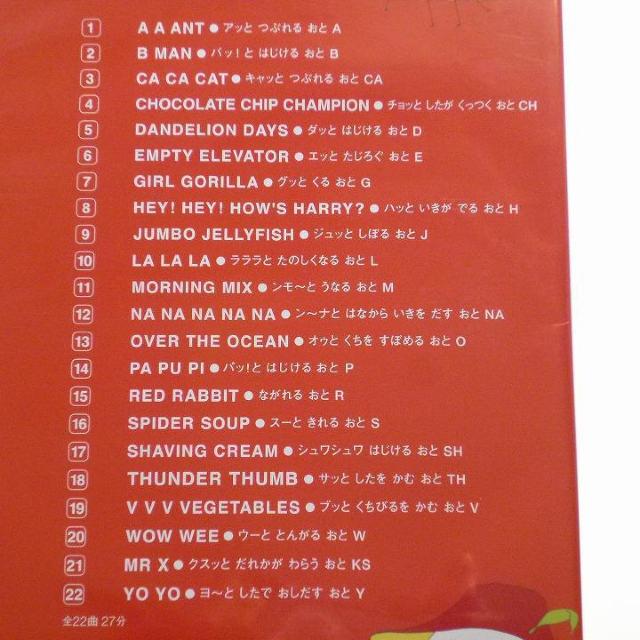 1 A A ANT ● アッと つぶれる おと A
2 B MAN ● バッ!と はじける おと B
3 CA CA CAT ● キャッと つぶれる おと CA
4 CHOCOLATE CHIP CHAMPION ● チョッと したが くっつく おと CH
5 DANDELION DAYS ● ダッと はじける おと D
6 EMPTY ELEVATOR ● エッと たじろぐ おと E
7 GIRL GORILLA ● グッと くる おと G
8 HEY! HEY! HOW'S HARRY? ● ハッと いきが でる おと H
9 JUMBO JELLYFISH ● ジュッと しぼる おと J
10 LA LA LA ● ラララと たのしくなる おと L
11 MORNING MIX ● ンモ〜と うなる おと M
12 NA NA NA NA NA ● ン〜ナと はなから いきを だす おと NA
13 OVER THE OCEAN ● オゥと くちを すぼめる おと O
14 PA PU PI ● パッ!と はじける おと P
15 RED RABBIT ● ながれる おと R
16 SPIDER SOUP ● スーと きれる おと S
17 SHAVING CREAM ● シュワシュワ はじける おと SH
18 THUNDER THUMB ● サッと したを かむ おと TH
19 V V V VEGETABLES ● ブッと くちびるを かむ おと V
20 WOW WEE ● ウーと とんがる おと W
21 MR X ● クスッと だれかが わらう おと KS
22 YO YO ● ヨ〜と したで おしだす おと Y
全22曲 27分